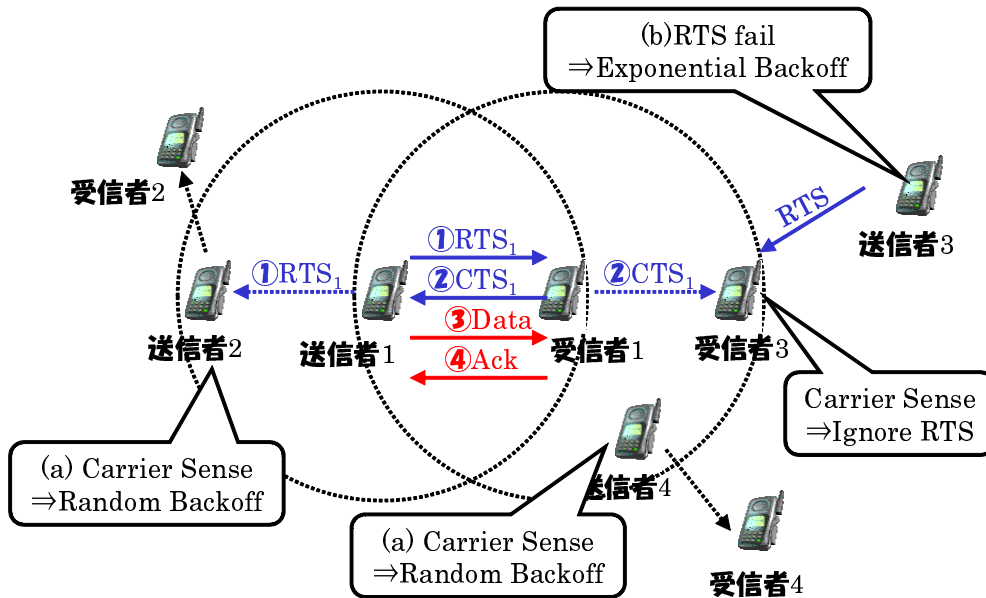 (b)RTS fail
⇒Exponential Backoff
受信者2
RTS
送信者3
①RTS1
①RTS1
②CTS1
②CTS1
③Data
④Ack
送信者2
送信者1
受信者1
受信者3
Carrier Sense
⇒Ignore RTS
(a) Carrier Sense
⇒Random Backoff
送信者4
(a) Carrier Sense
⇒Random Backoff
受信者4